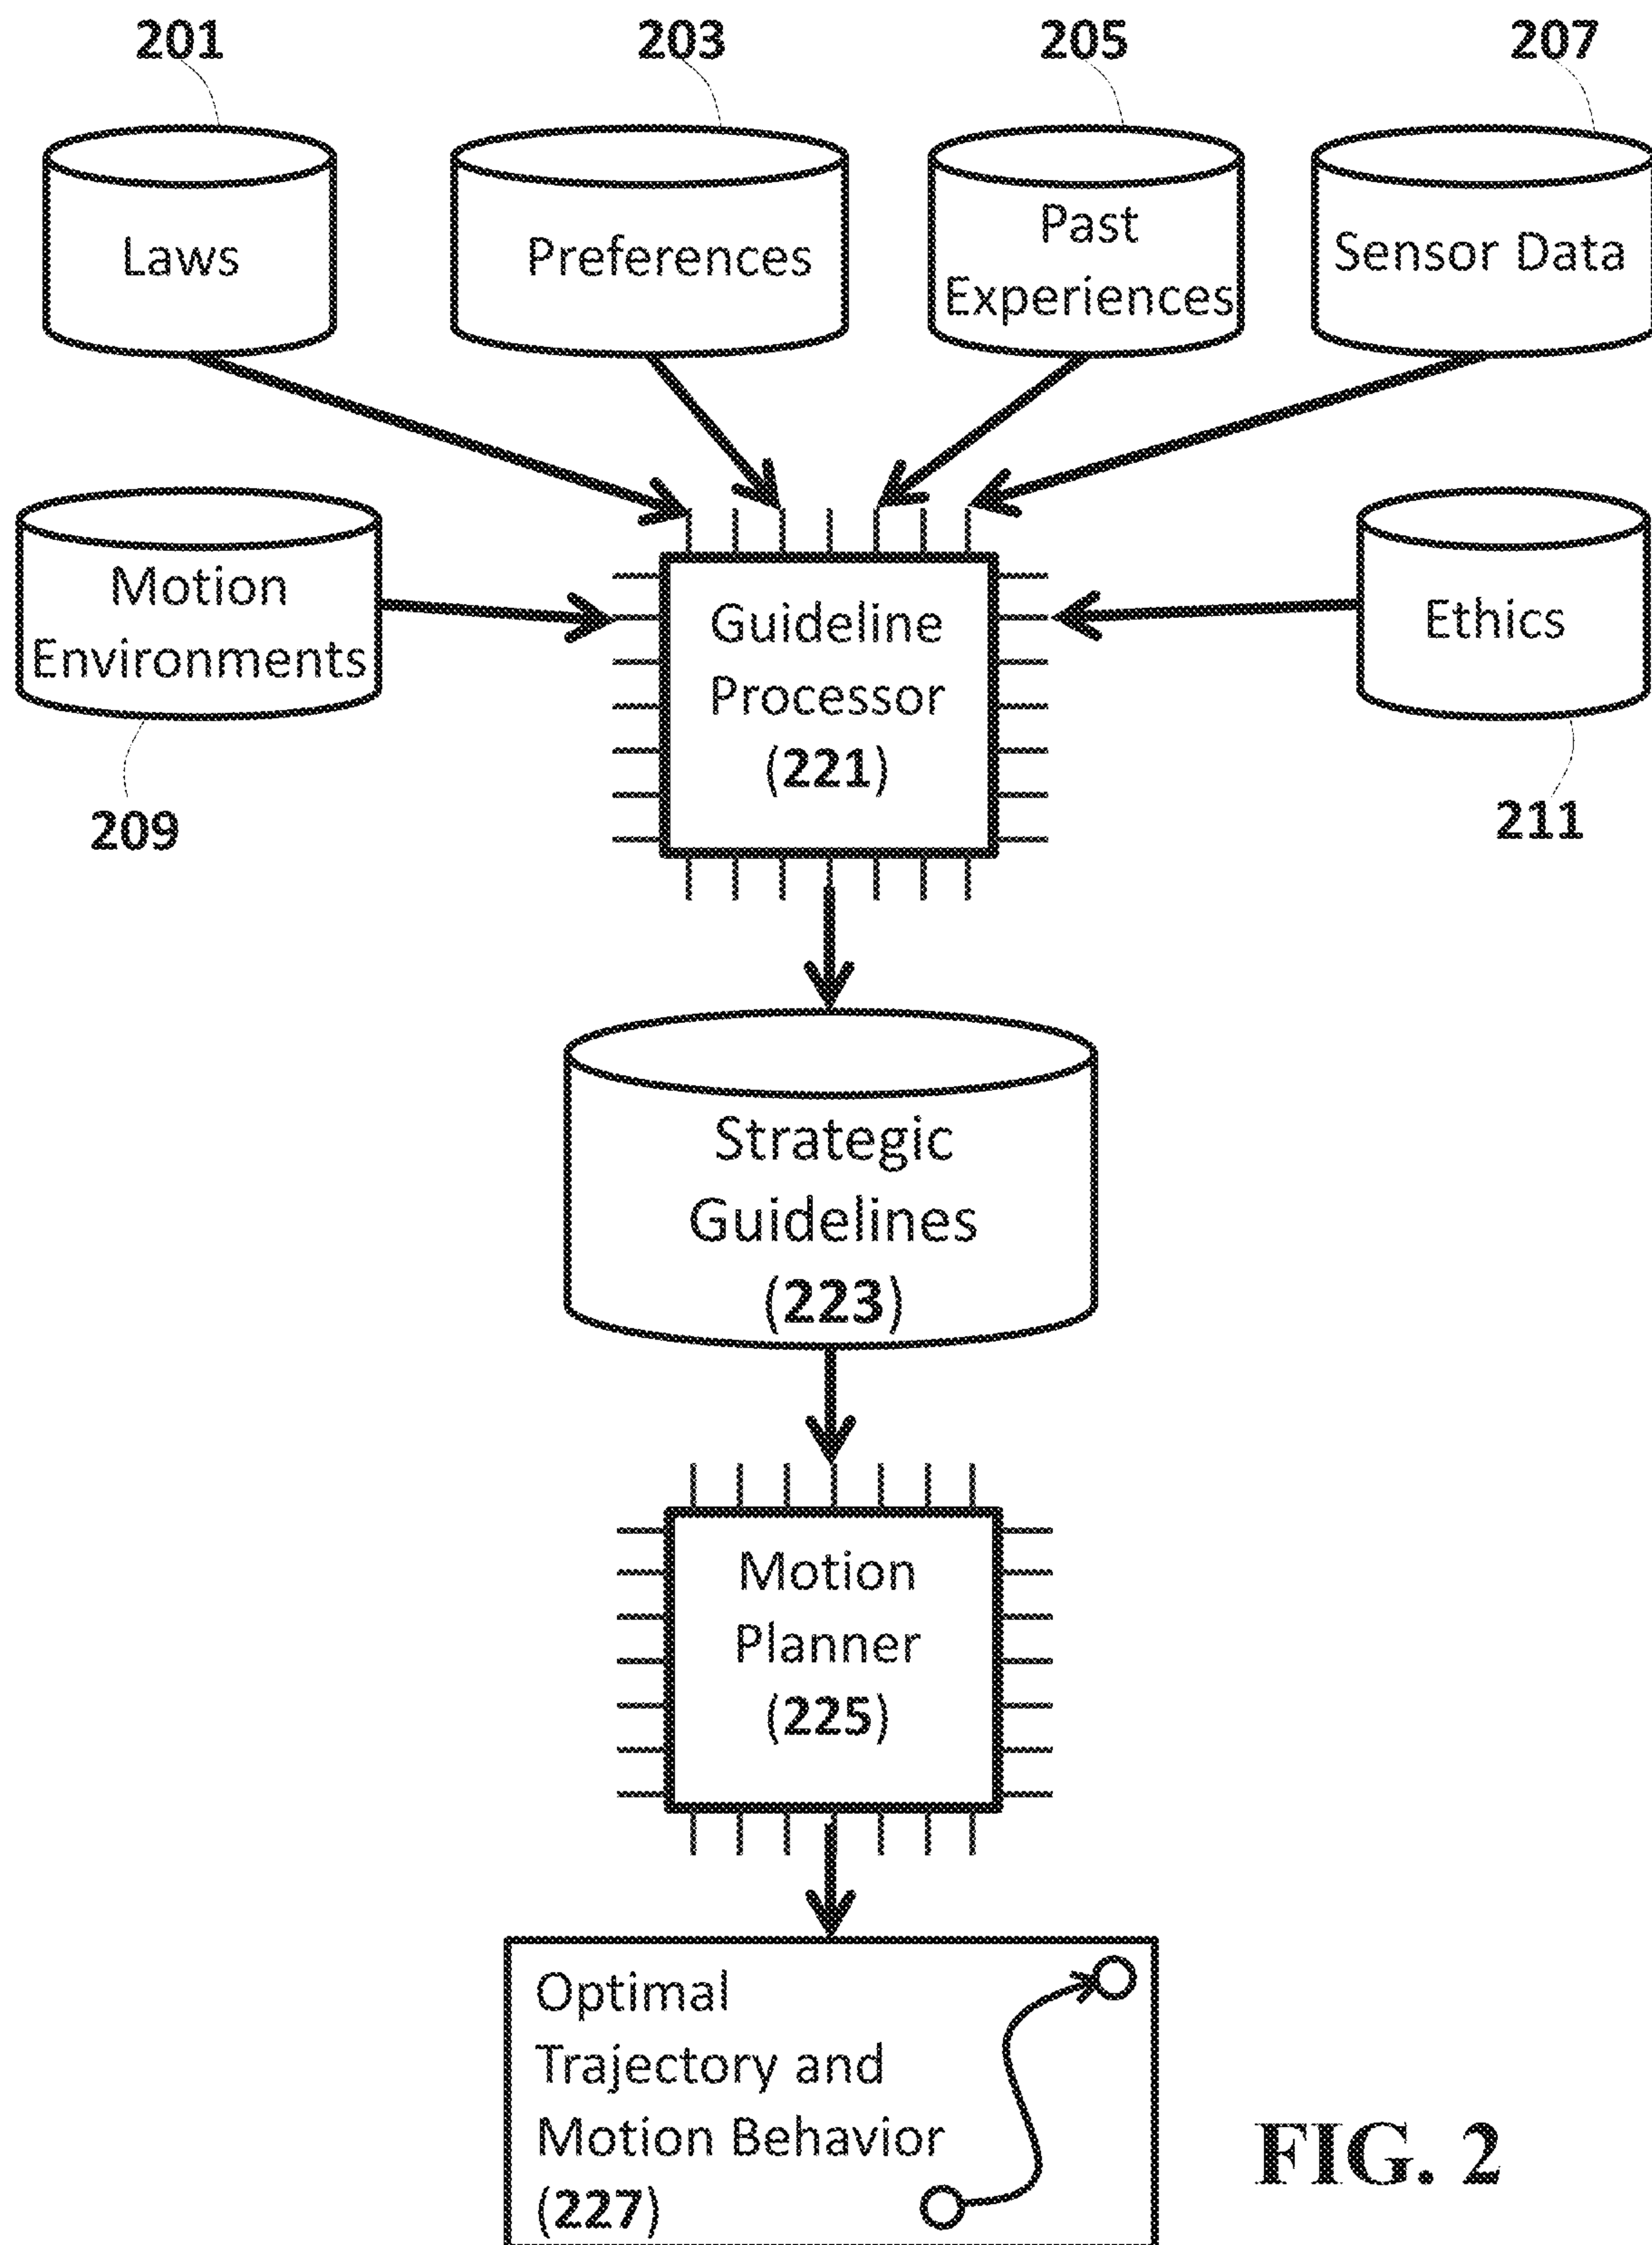 201
203
205
207
Laws
Preferences
Past
Experiences
Sensor Data
Motion
Environments
Guideline
Processor
(221)
Ethics
209
211
Strategic
Guidelines
(223)
Motion
Planner
(225)
Optimal
Trajectory and
Motion Behavior
(227)
FIG. 2